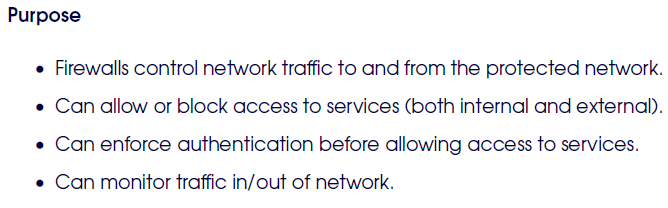 Purpose
• Firewalls control network traffic to and from the protected network.
• Can allow or block access to services (both internal and external).
• Can enforce authentication before allowing access to services.
• Can monitor traffic in/out of network.